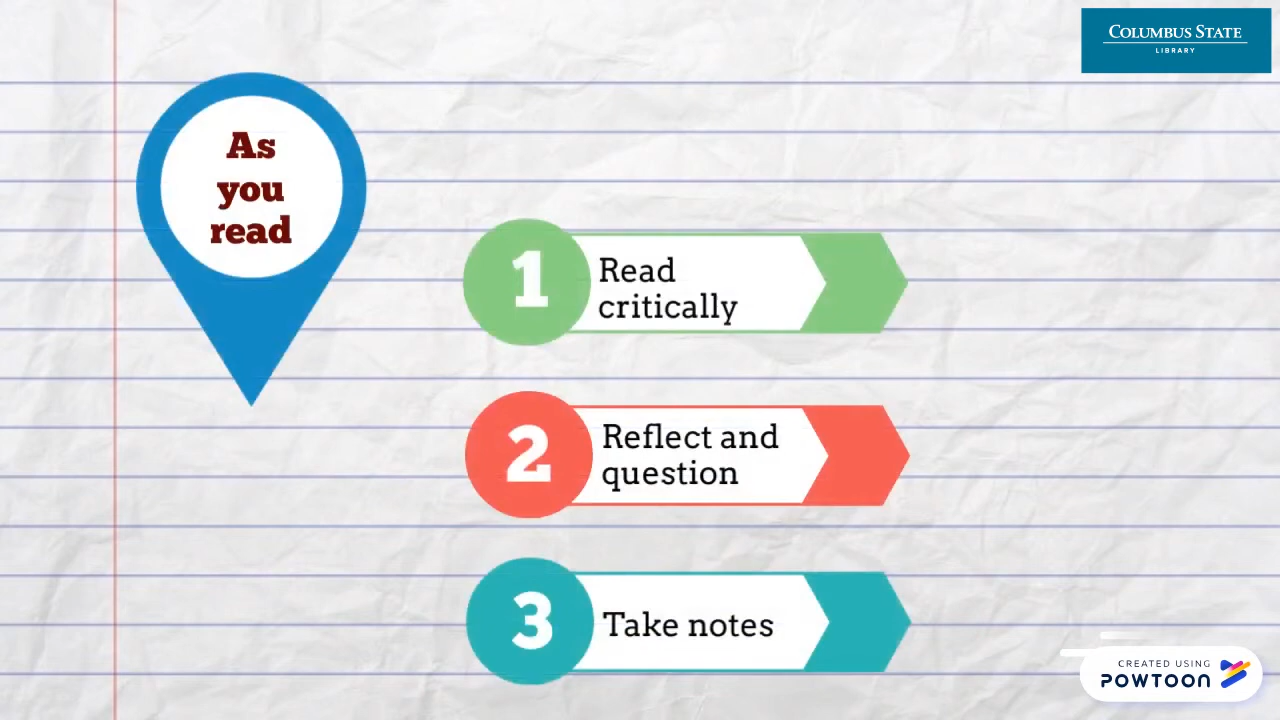 COLUMBUS STATE
LIBRARY
As
you
read
1
Read
critically
2
Reflect and
question
3
Take notes
CREATED USING
POWTOON